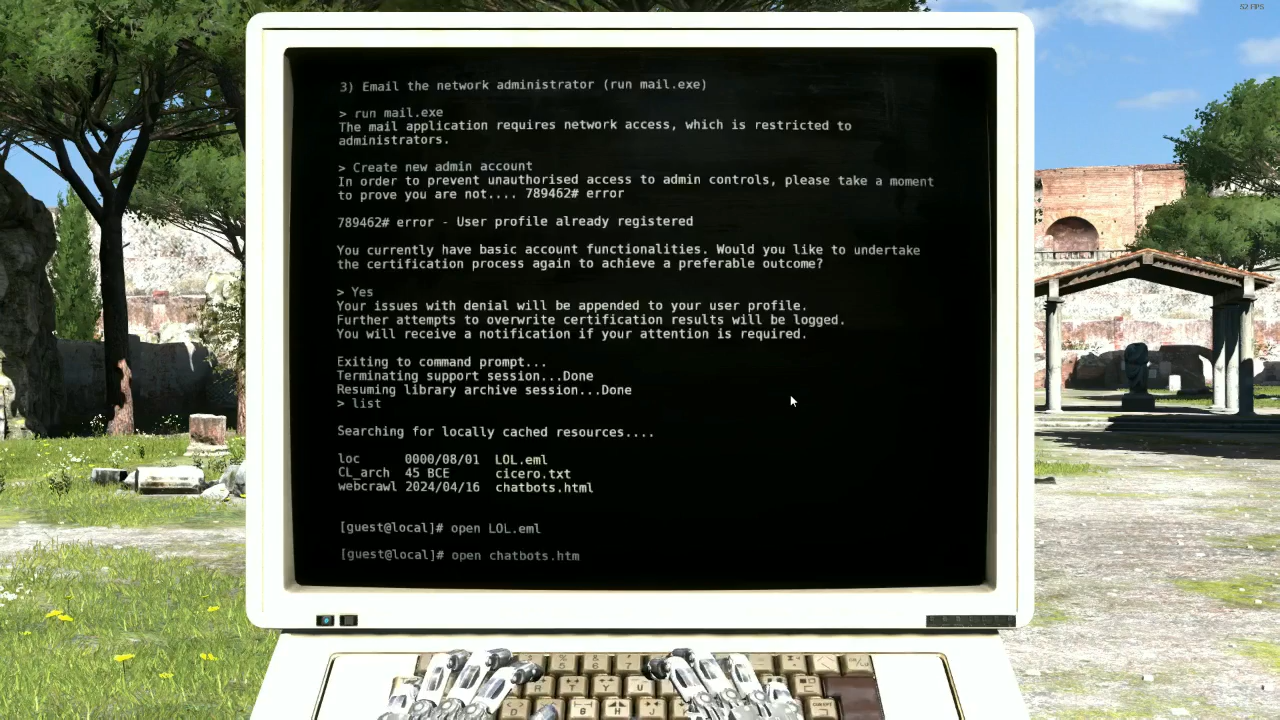 52 FPS
3) Email the network administrator (run mail.exe)
> run mail.exe
The mail application requires network access, which is restricted to
administrators.
> Create new admin account
In order to prevent unauthorised access to admin controls, please take a moment
to prove you are not.... 789462# error
789462# error - User profile already registered
You currently have basic account functionalities. Would you like to undertake
the certification process again to achieve a preferable outcome?
> Yes
Your issues with denial will be appended to your user profile.
Further attempts to overwrite certification results will be logged.
You will receive a notification if your attention is required.
Exiting to command prompt...
Terminating support session...Done
Resuming library archive session...Done
> list
Searching for locally cached resources....
loc 0000/08/01 LOL.eml
CL_arch 45 BCE cicero.txt
webcrawl 2024/04/16 chatbots.html
[guest@local]# open LOL.eml
[guest@local]# open chatbots.htm
5 6 7
R T Y U
D G H J